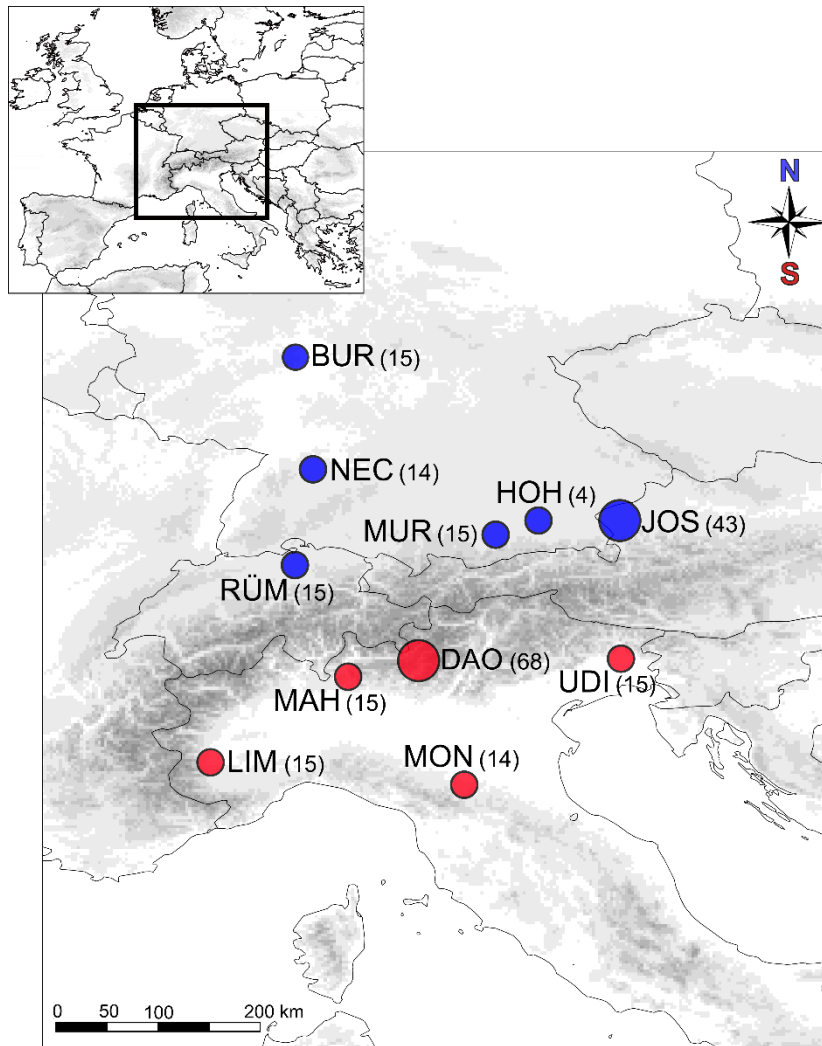 N
S
BUR (15)
NEC (14)
HOH (4)
MUR (15)
JOS (43)
RÜM (15)
DAO (68)
UDI (15)
MAH (15)
LIM (15)
MON (14)
0 50 100 200 km